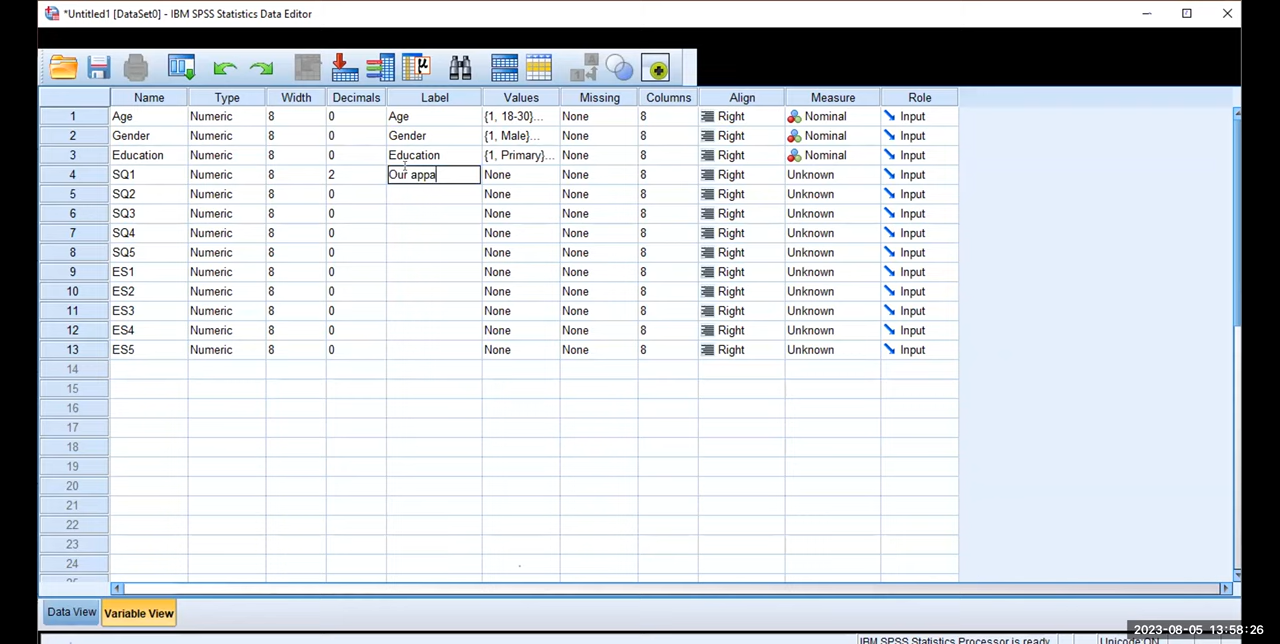 *Untitled1 [DataSet0] - IBM SPSS Statistics Data Editor
Name Type Width Decimals Label Values Missing Columns Align Measure Role
1 Age Numeric 8 0 Age {1, 18-30}... None 8 Right Nominal Input
2 Gender Numeric 8 0 Gender {1, Male}... None 8 Right Nominal Input
3 Education Numeric 8 0 Education {1, Primary}... None 8 Right Nominal Input
4 SQ1 Numeric 8 2 Our appa None None 8 Right Unknown Input
5 SQ2 Numeric 8 0 None None 8 Right Unknown Input
6 SQ3 Numeric 8 0 None None 8 Right Unknown Input
7 SQ4 Numeric 8 0 None None 8 Right Unknown Input
8 SQ5 Numeric 8 0 None None 8 Right Unknown Input
9 ES1 Numeric 8 0 None None 8 Right Unknown Input
10 ES2 Numeric 8 0 None None 8 Right Unknown Input
11 ES3 Numeric 8 0 None None 8 Right Unknown Input
12 ES4 Numeric 8 0 None None 8 Right Unknown Input
13 ES5 Numeric 8 0 None None 8 Right Unknown Input
14
15
16
17
18
19
20
21
22
23
24
Data View Variable View
2023-08-05 13:58:26
IBM SPSS Statistics Processor is ready Unicode:ON